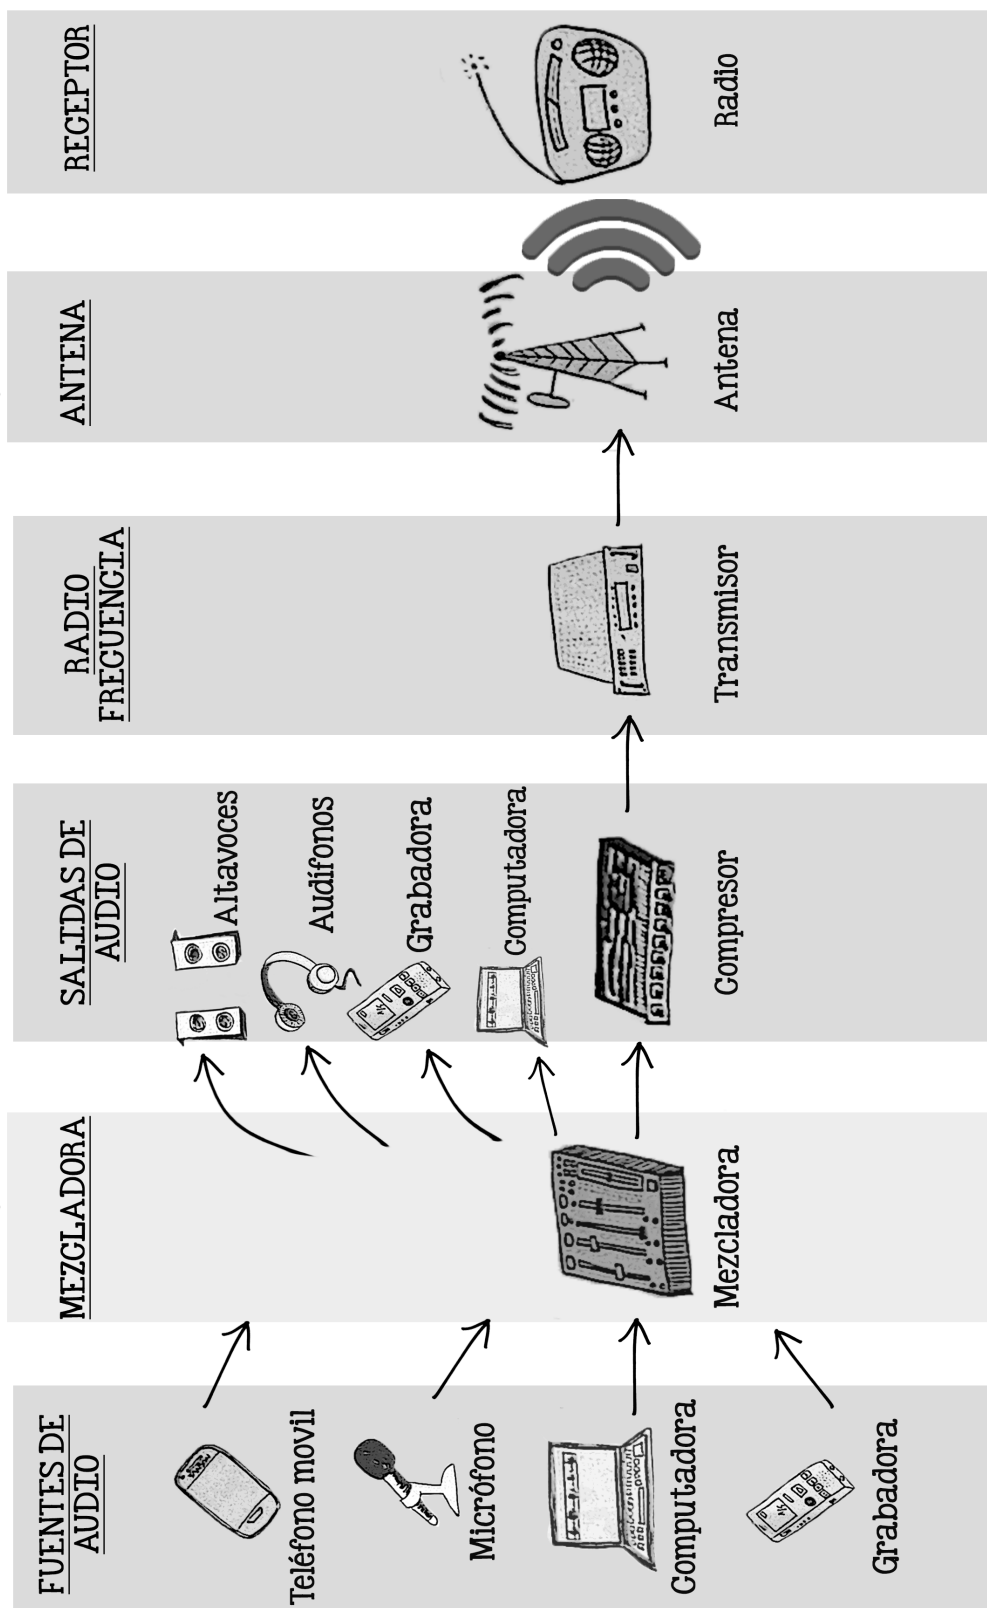 FUENTES DE
AUDIO
Teléfono movil
Micrófono
Computadora
Grabadora
MEZCLADORA
Mezcladora
SALIDAS DE
AUDIO
Altavoces
Audífonos
Grabadora
Computadora
Compresor
RADIO
FRECUENCIA
Transmisor
ANTENA
Antena
RECEPTOR
Radio